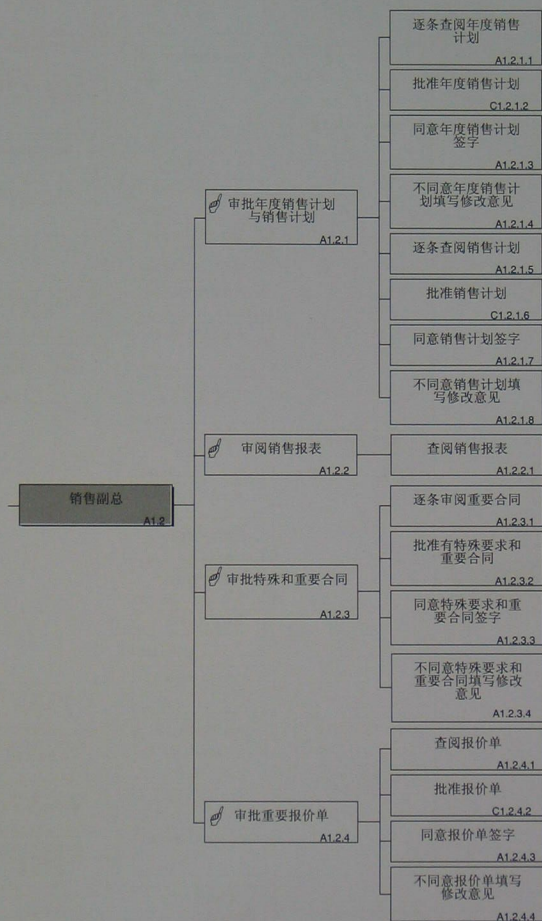 逐条查阅年度销售
计划
A1.2.1.1
批准年度销售计划
C1.2.1.2
同意年度销售计划
签字
A1.2.1.3
审批年度销售计划
与销售计划
A1.2.1
不同意年度销售计
划填写修改意见
A1.2.1.4
逐条查阅销售计划
A1.2.1.5
批准销售计划
C1.2.1.6
同意销售计划签字
A1.2.1.7
不同意销售计划填
写修改意见
A1.2.1.8
审阅销售报表
A1.2.2
查阅销售报表
A1.2.2.1
销售副总
A1.2
逐条审阅重要合同
A1.2.3.1
批准有特殊要求和
重要合同
A1.2.3.2
审批特殊和重要合同
A1.2.3
同意特殊要求和重
要合同签字
A1.2.3.3
不同意特殊要求和
重要合同填写修改
意见
A1.2.3.4
查阅报价单
A1.2.4.1
批准报价单
C1.2.4.2
审批重要报价单
A1.2.4
同意报价单签字
A1.2.4.3
不同意报价单填写
修改意见
A1.2.4.4